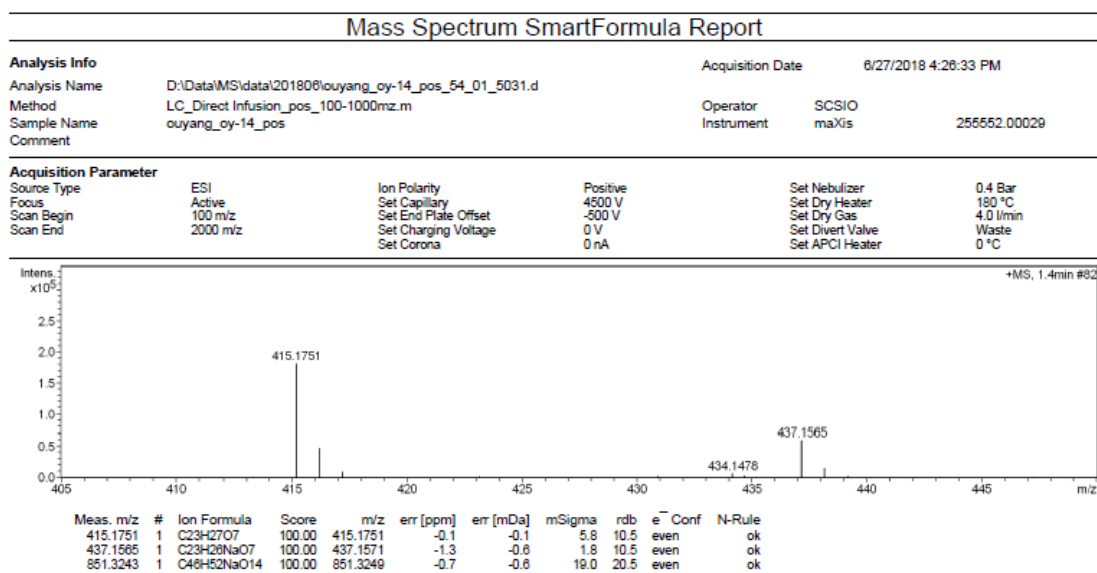 Mass Spectrum SmartFormula Report
Analysis Info Acquisition Date 6/27/2018 4:26:33 PM
Analysis Name D:\Data\MS\data\201806\ouyang_oy-14_pos_54_01_5031.d
Method LC_Direct Infusion_pos_100-1000mz.m Operator SCSIO
Sample Name ouyang_oy-14_pos Instrument maXis 255552.00029
Comment
Acquisition Parameter
Source Type ESI Ion Polarity Positive Set Nebulizer 0.4 Bar
Focus Active Set Capillary 4500 V Set Dry Heater 180 °C
Scan Begin 100 m/z Set End Plate Offset -500 V Set Dry Gas 4.0 l/min
Scan End 2000 m/z Set Charging Voltage 0 V Set Divert Valve Waste
Set Corona 0 nA Set APCI Heater 0 °C
Intens. +MS, 1.4min #82
x10⁵
2.5
2.0
415.1751
1.5
1.0
437.1565
0.5
434.1478
0.0
405 410 415 420 425 430 435 440 445 m/z
Meas. m/z # Ion Formula Score m/z err [ppm] err [mDa] mSigma rdb e⁻ Conf N-Rule
415.1751 1 C23H27O7 100.00 415.1751 -0.1 -0.1 5.8 10.5 even ok
437.1565 1 C23H26NaO7 100.00 437.1571 -1.3 -0.6 1.8 10.5 even ok
851.3243 1 C46H52NaO14 100.00 851.3249 -0.7 -0.6 19.0 20.5 even ok